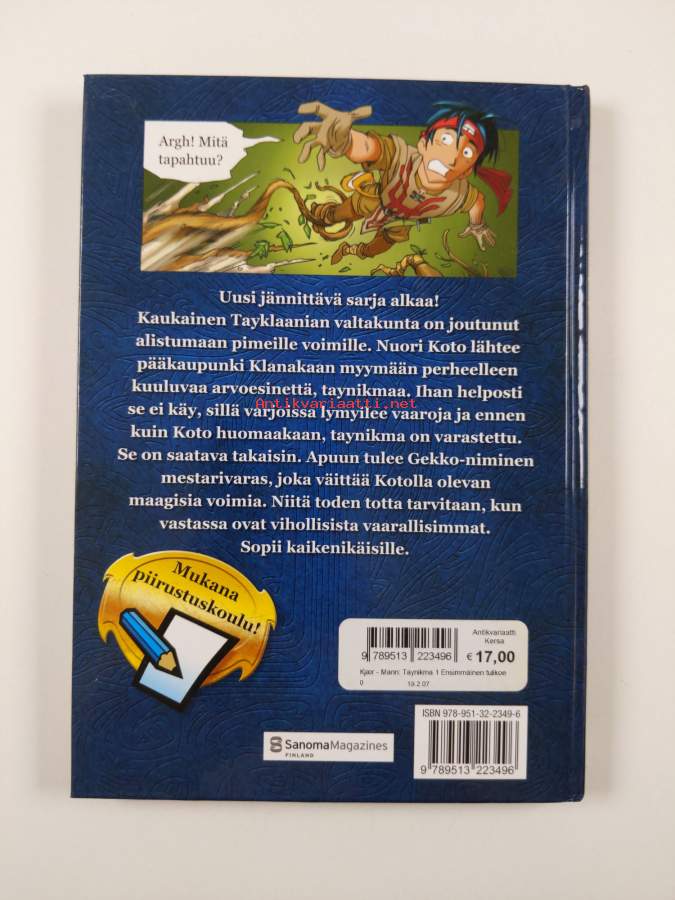 Argh! Mitä
tapahtuu?
Uusi jännittävä sarja alkaa!
Kaukainen Tayklaanian valtakunta on joutunut
alistumaan pimeille voimille. Nuori Koto lähtee
pääkaupunki Klanakaan myymään perheelleen
kuuluvaa arvoesinettä, taynikmaa. Ihan helposti
Antikvariaatti.net
se ei käy, sillä varjoissa lymyilee vaaroja ja ennen
kuin Koto huomaakaan, taynikma on varastettu.
Se on saatava takaisin. Apuun tulee Gekko-niminen
mestarivaras, joka väittää Kotolla olevan
maagisia voimia. Niitä toden totta tarvitaan, kun
vastassa ovat vihollisista vaarallisimmat.
Sopii kaikenikäisille.
Mukana
piirustuskoulu!
Antikvariaatti
Kersa
9 789513 223496
€ 17,00
Kjær - Mann: Taynikma 1 Ensimmäinen tulikoe
0 19.2.07
ISBN 978-951-32-2349-6
9 789513 223496
SanomaMagazines
FINLAND